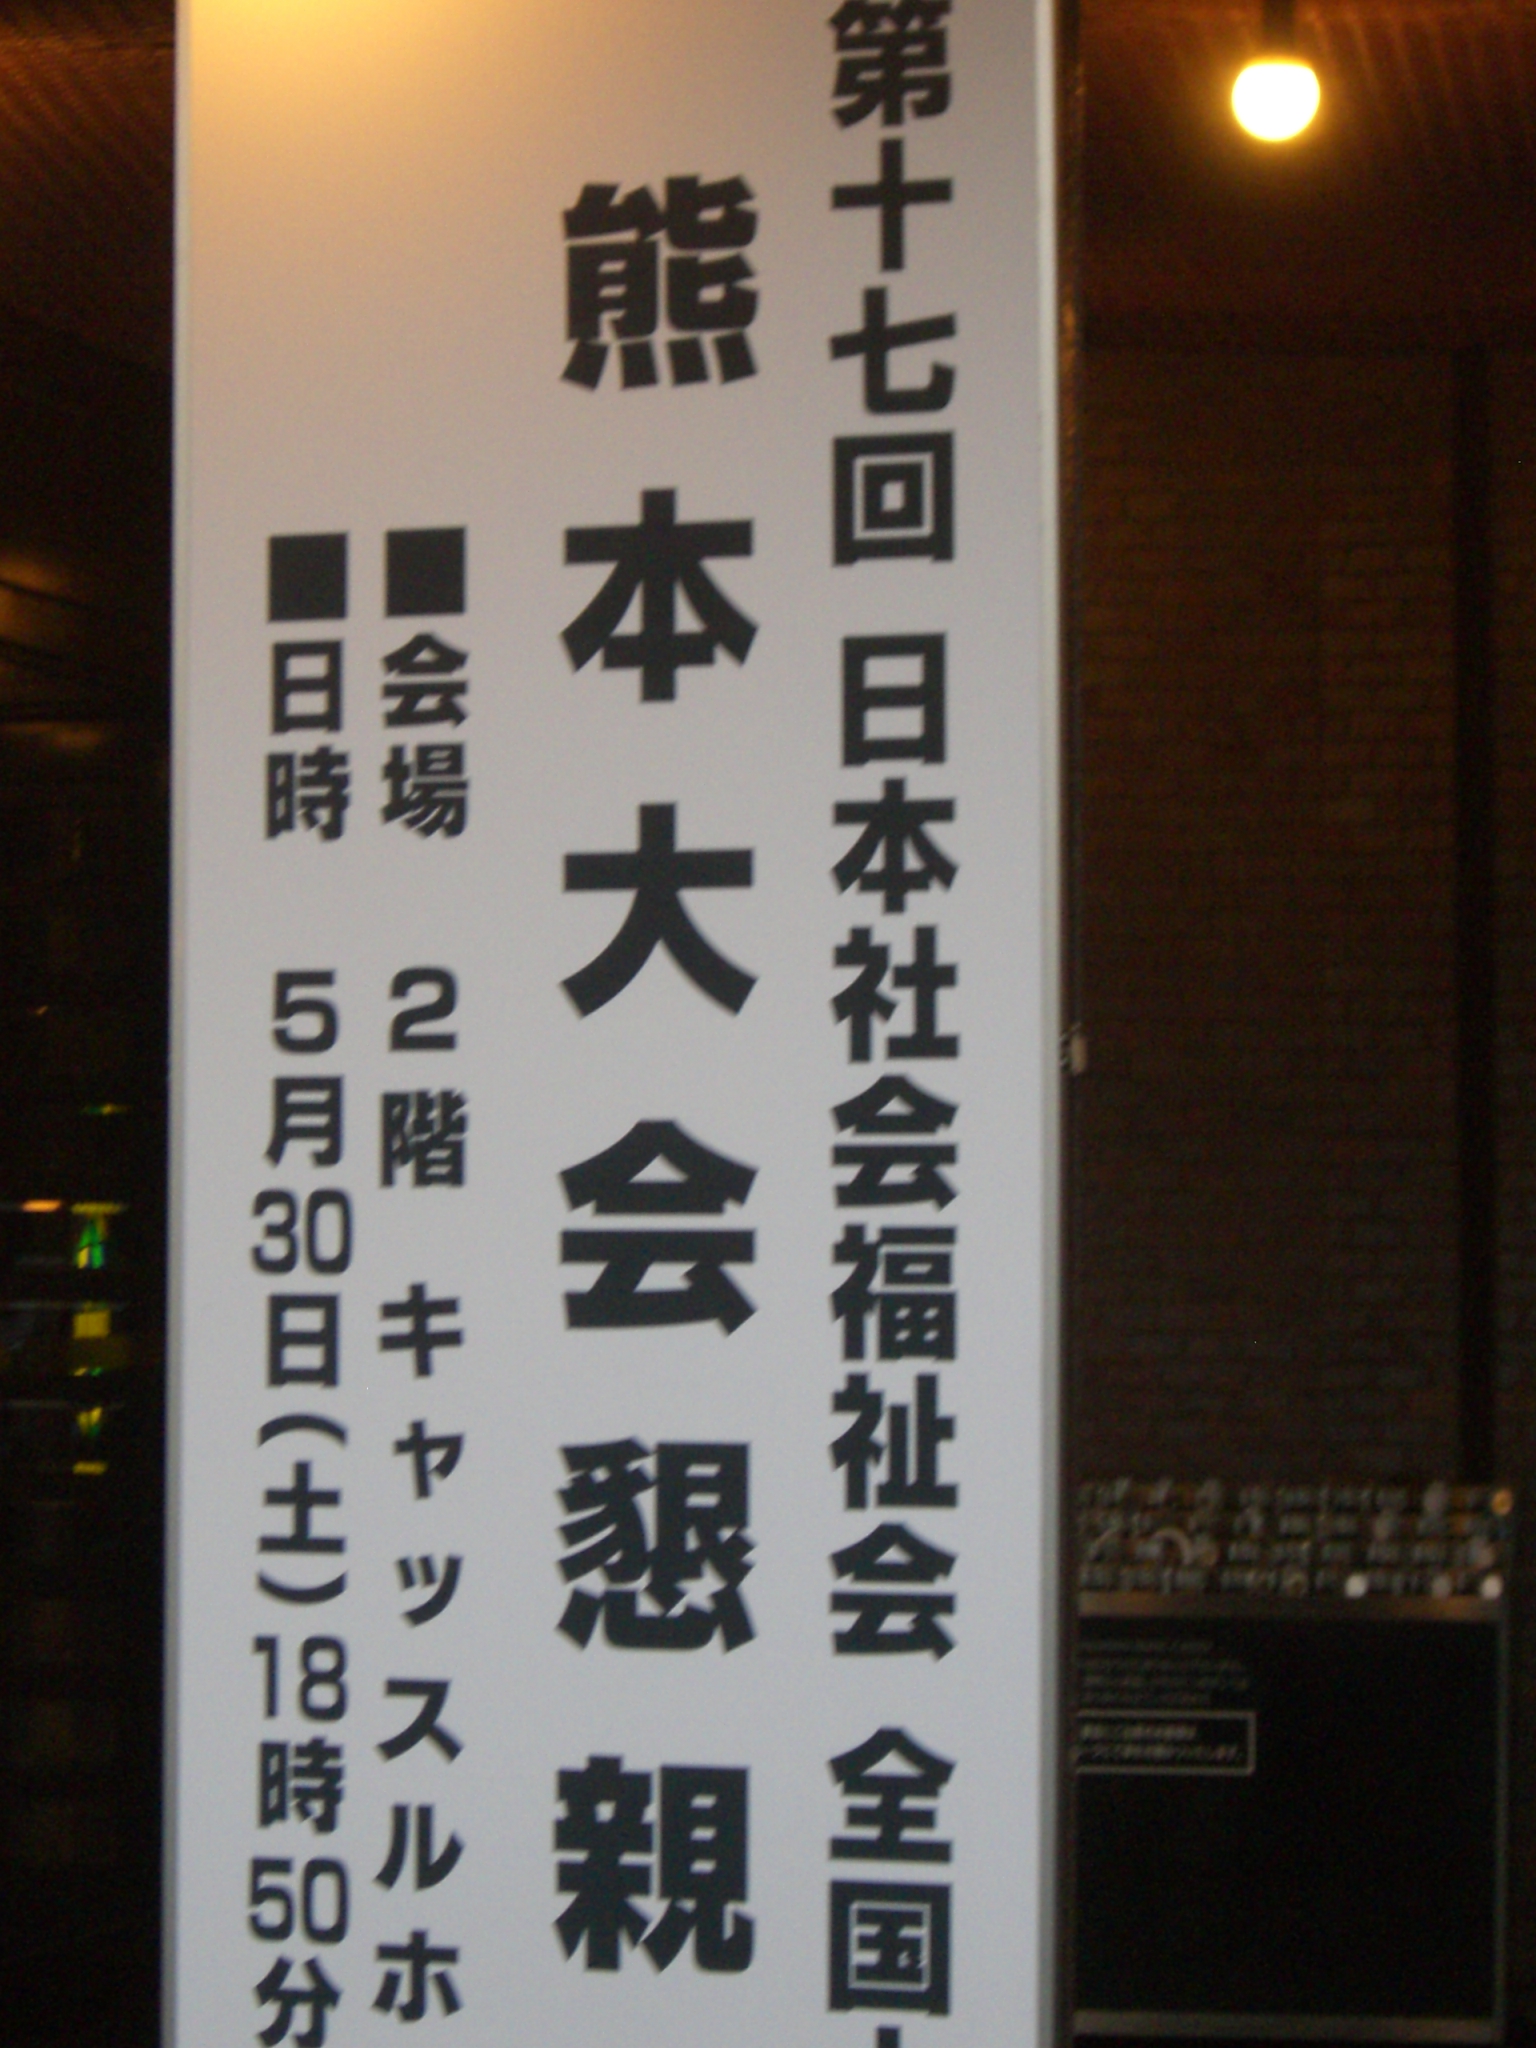 第十七回 日本社会福祉会 全国
熊本大会懇親
■会場 2階 キャッスルホ
■日時 5月30日(土)18時50分